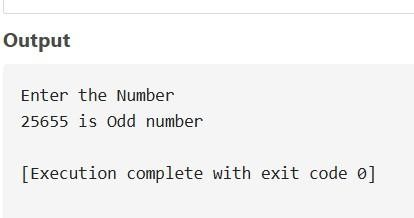 Output
Enter the Number
25655 is Odd number
[Execution complete with exit code 0]